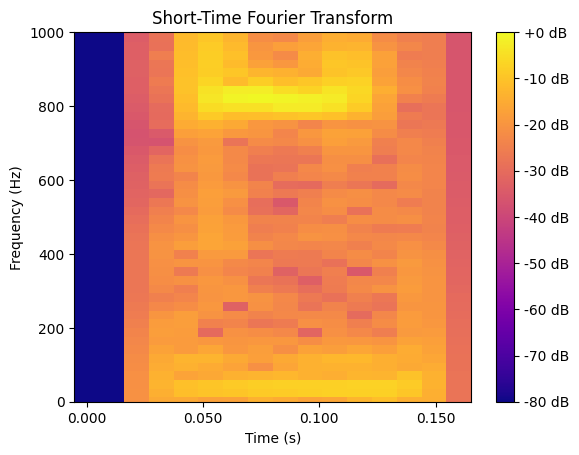 Short-Time Fourier Transform
1000
800
600
400
200
0
Frequency (Hz)
0.000
0.050
0.100
0.150
Time (s)
+0 dB
-10 dB
-20 dB
-30 dB
-40 dB
-50 dB
-60 dB
-70 dB
-80 dB